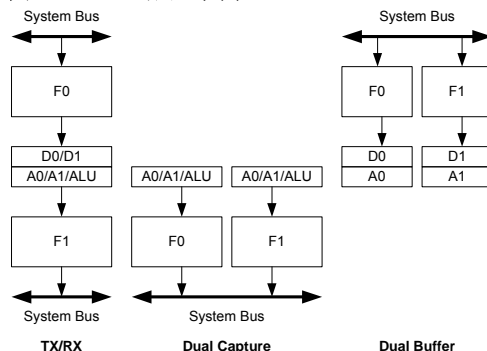 System Bus
F0
D0/D1
A0/A1/ALU
F1
System Bus
TX/RX
A0/A1/ALU
A0/A1/ALU
F0
F1
System Bus
Dual Capture
System Bus
F0
F1
D0
D1
A0
A1
Dual Buffer